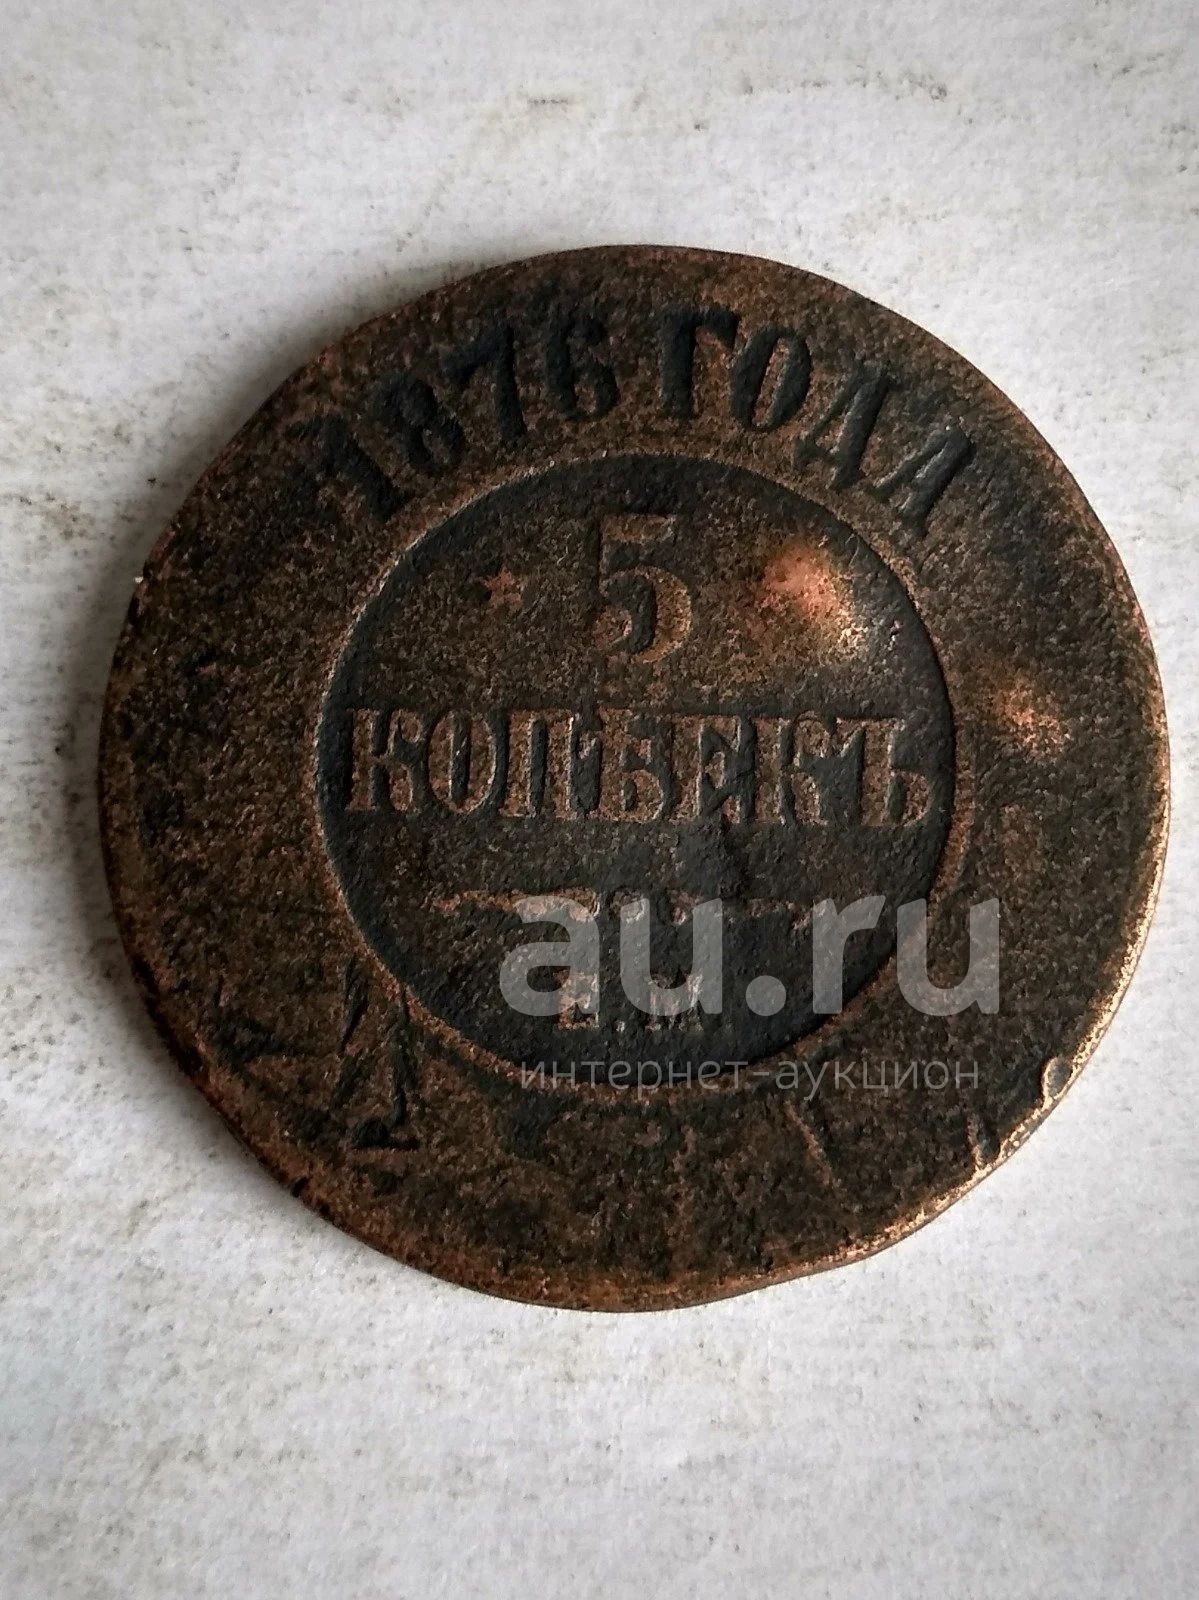 1876 ГОДА
5
КОПѢЕКЪ
Е.М.
au.ru
интернет-аукцион